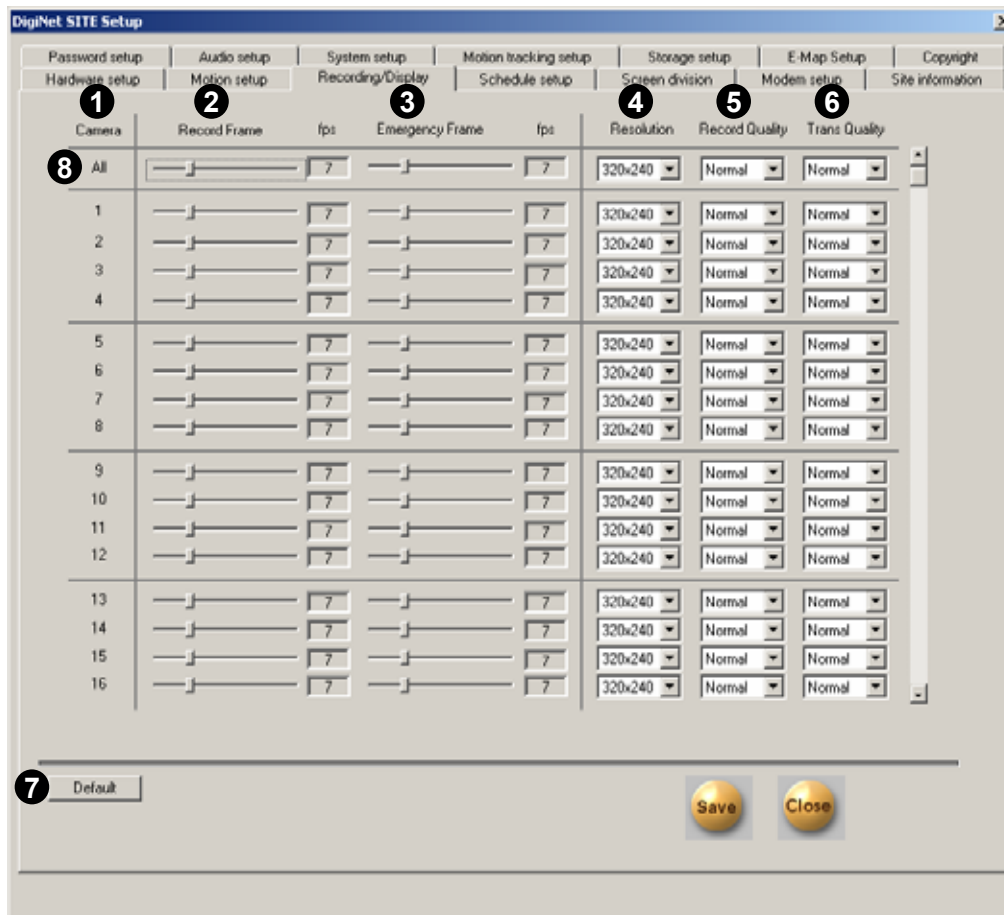 DigiNet SITE Setup
Password setup Audio setup System setup Motion tracking setup Storage setup E-Map Setup Copyright
Hardware setup Motion setup Recording/Display Schedule setup Screen division Modem setup Site information
1 2 3 4 5 6
Camera Record Frame fps Emergency Frame fps Resolution Record Quality Trans Quality
8 All 7 7 320x240 Normal Normal
1 7 7 320x240 Normal Normal
2 7 7 320x240 Normal Normal
3 7 7 320x240 Normal Normal
4 7 7 320x240 Normal Normal
5 7 7 320x240 Normal Normal
6 7 7 320x240 Normal Normal
7 7 7 320x240 Normal Normal
8 7 7 320x240 Normal Normal
9 7 7 320x240 Normal Normal
10 7 7 320x240 Normal Normal
11 7 7 320x240 Normal Normal
12 7 7 320x240 Normal Normal
13 7 7 320x240 Normal Normal
14 7 7 320x240 Normal Normal
15 7 7 320x240 Normal Normal
16 7 7 320x240 Normal Normal
7 Default
Save Close